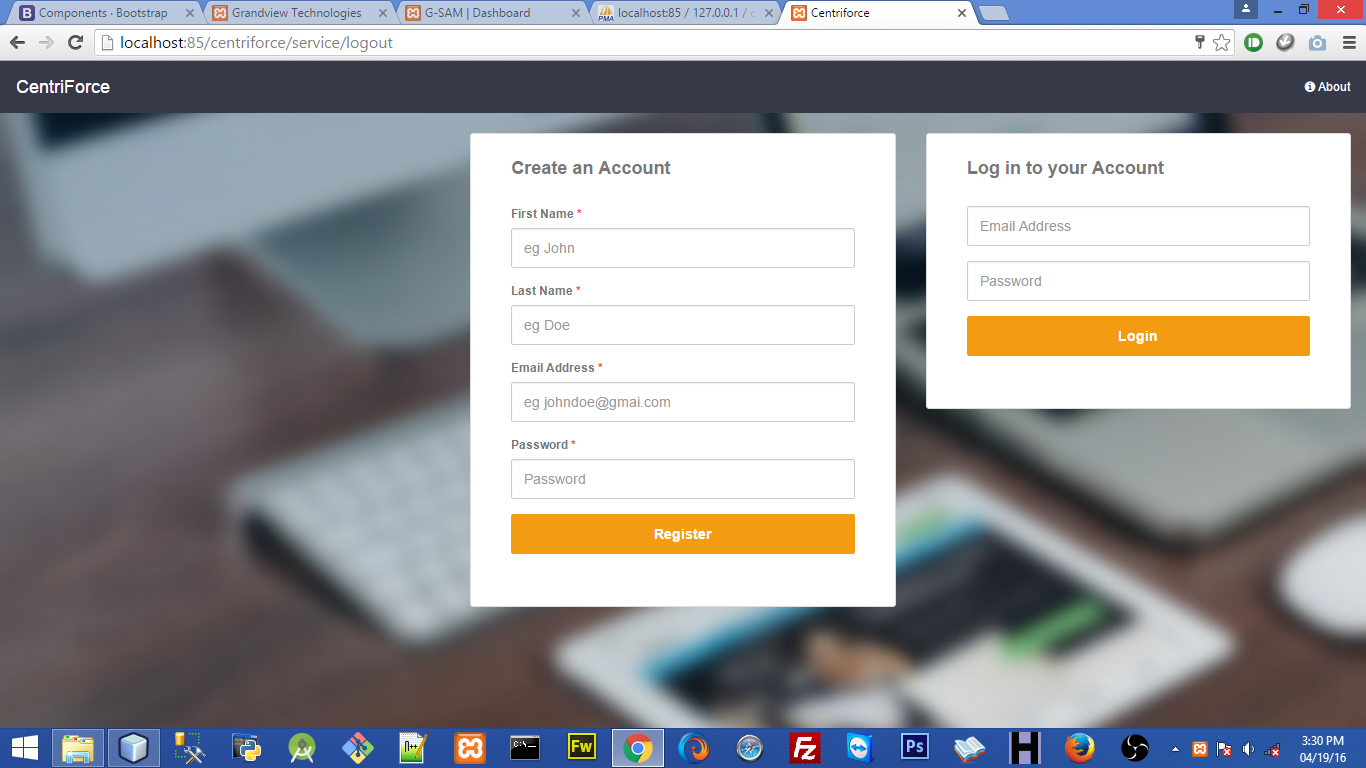 Components · Bootstrap
Grandview Technologies
G-SAM | Dashboard
PMA localhost:85 / 127.0.0.1 /
Centriforce
localhost:85/centriforce/service/logout
CentriForce
About
Create an Account
First Name *
eg John
Last Name *
eg Doe
Email Address *
eg johndoe@gmai.com
Password *
Password
Register
Log in to your Account
Email Address
Password
Login
C:\_
Fw
Fz
Ps
H
3:30 PM
04/19/16